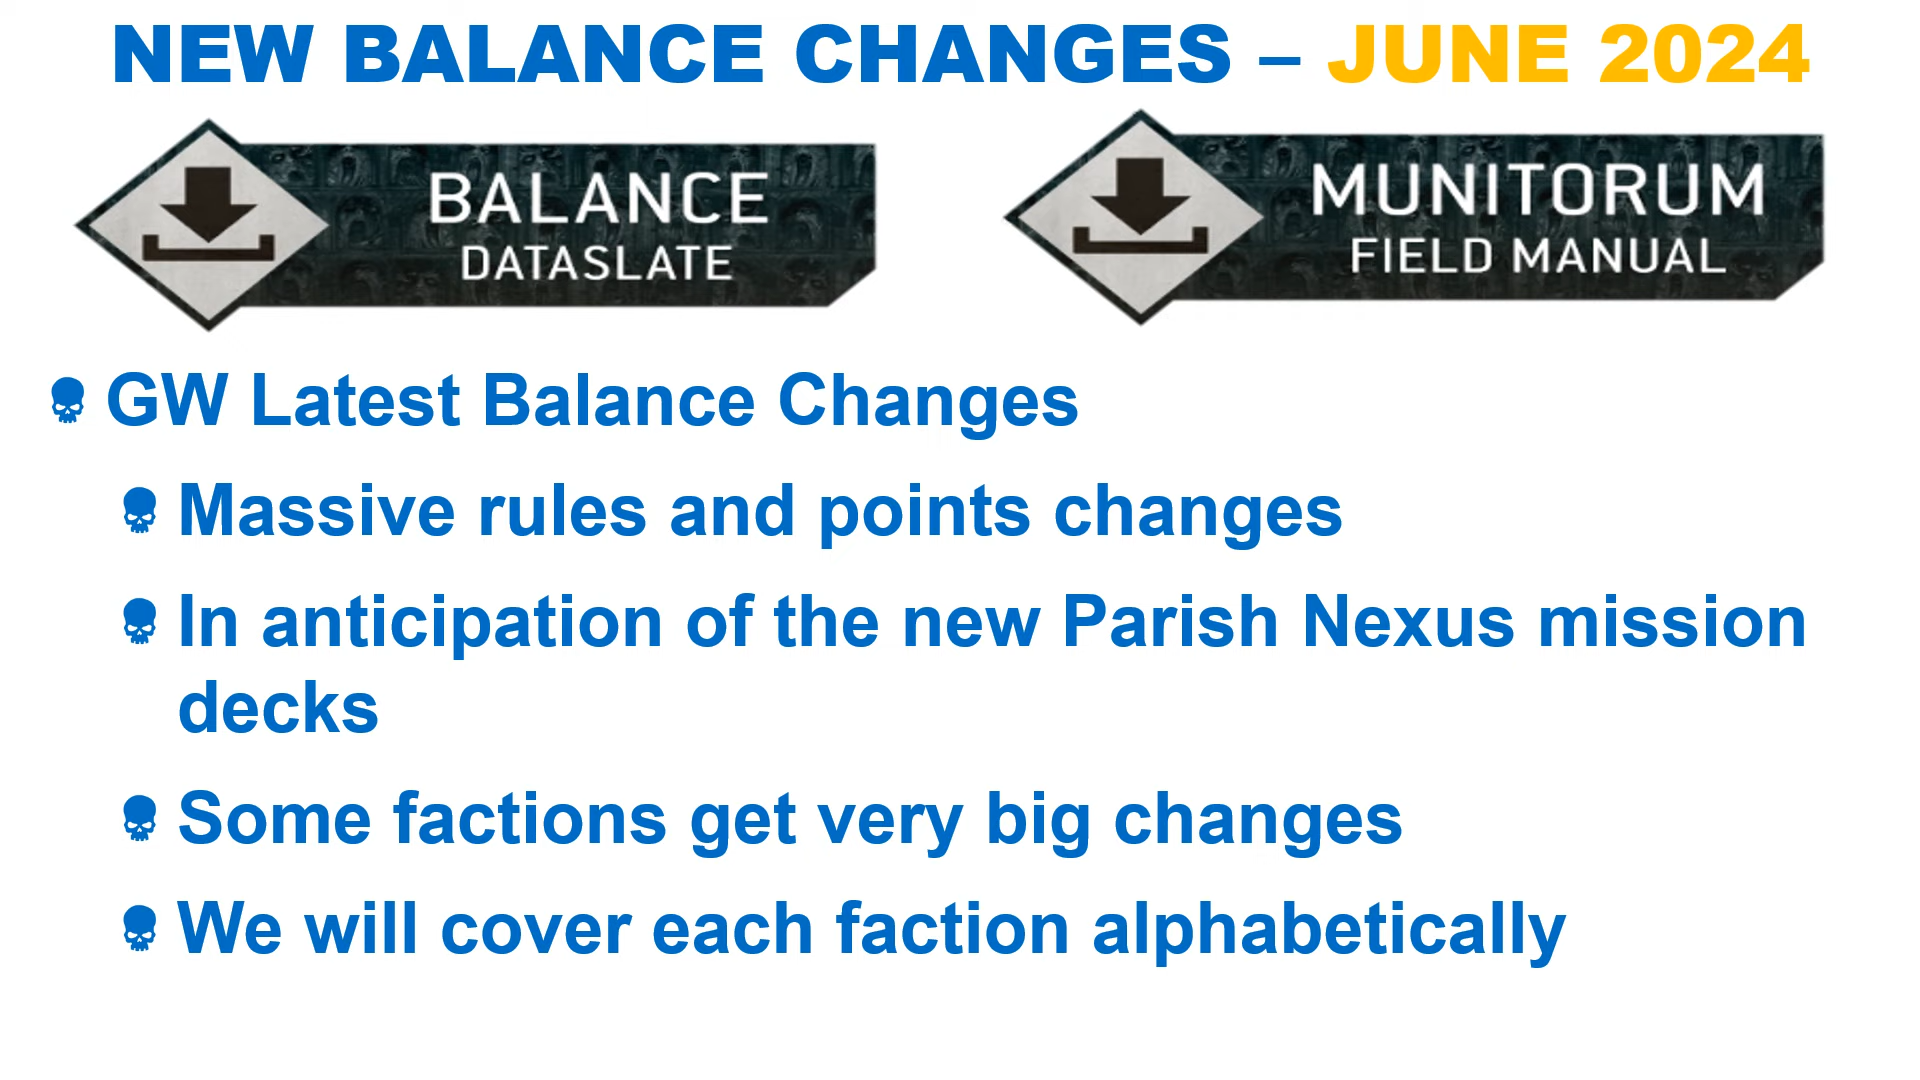 NEW BALANCE CHANGES – JUNE 2024
BALANCE
DATASLATE
MUNITORUM
FIELD MANUAL
GW Latest Balance Changes
Massive rules and points changes
In anticipation of the new Parish Nexus mission
decks
Some factions get very big changes
We will cover each faction alphabetically